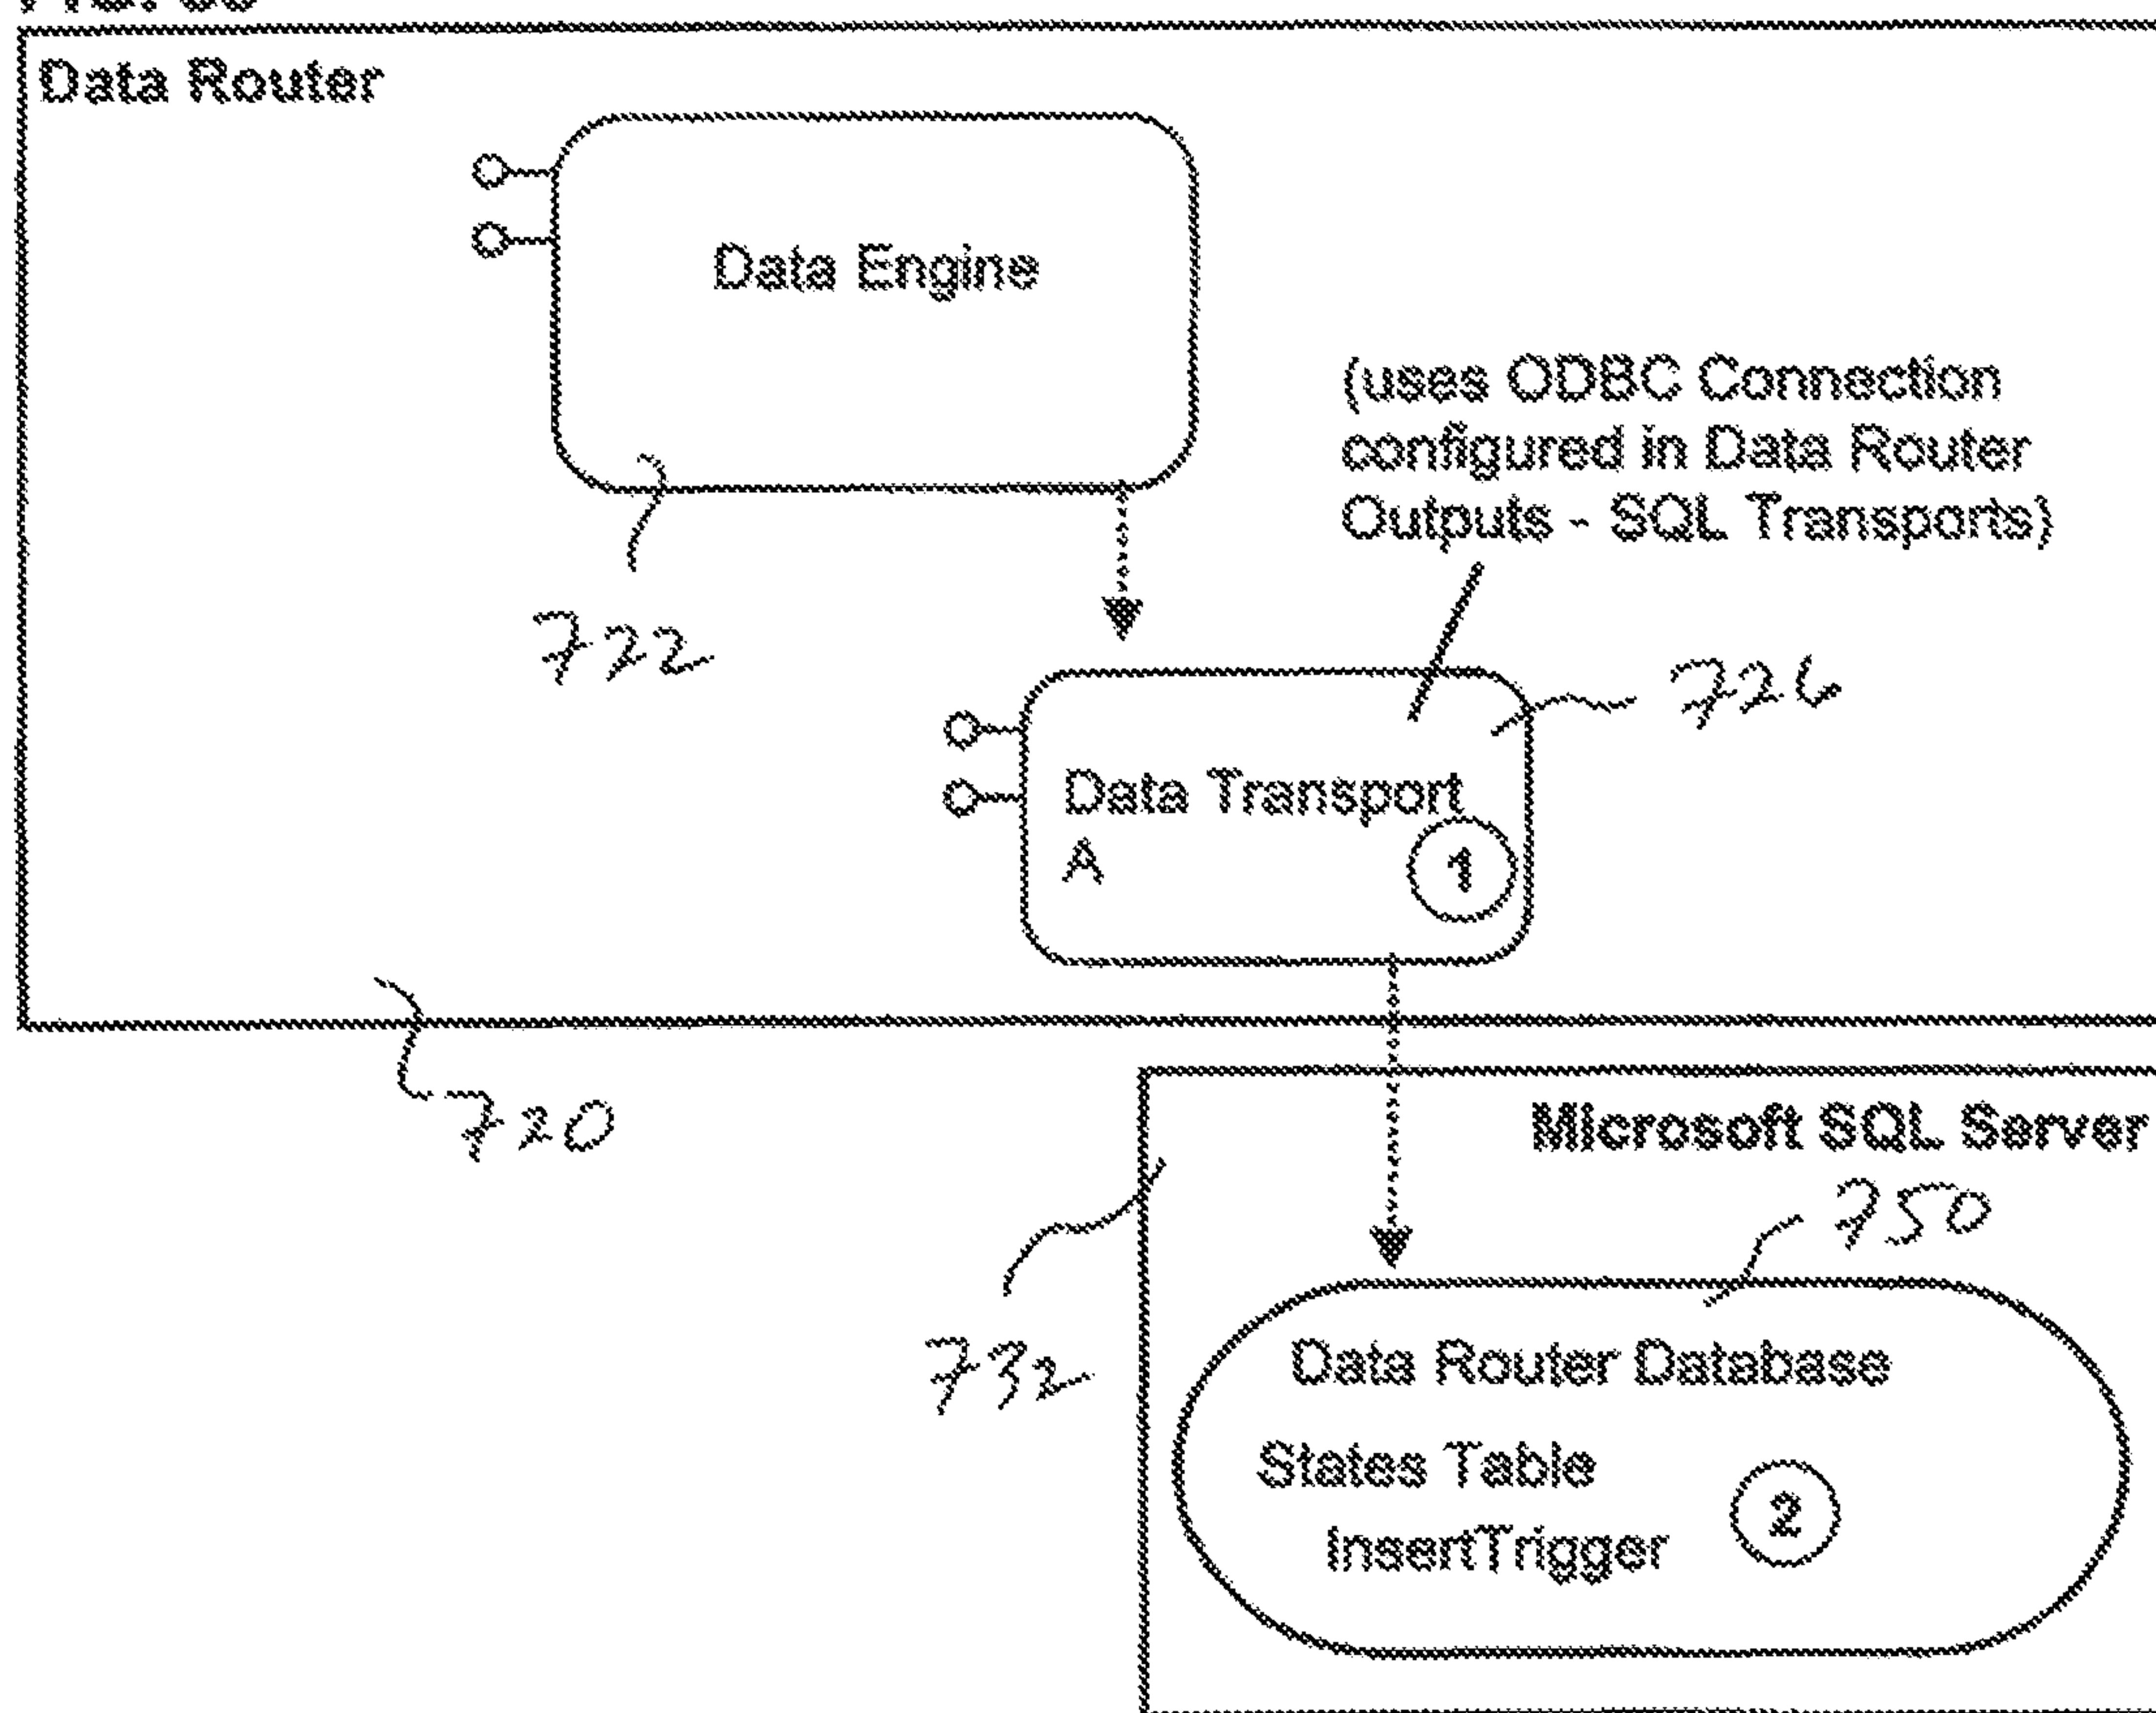 Data Router
Data Engine
(uses ODBC Connection
configured in Data Router
Outputs - SQL Transports)
722
726
Data Transport
A
1
720
Microsoft SQL Server
750
732
Data Router Database
States Table
2
InsertTrigger